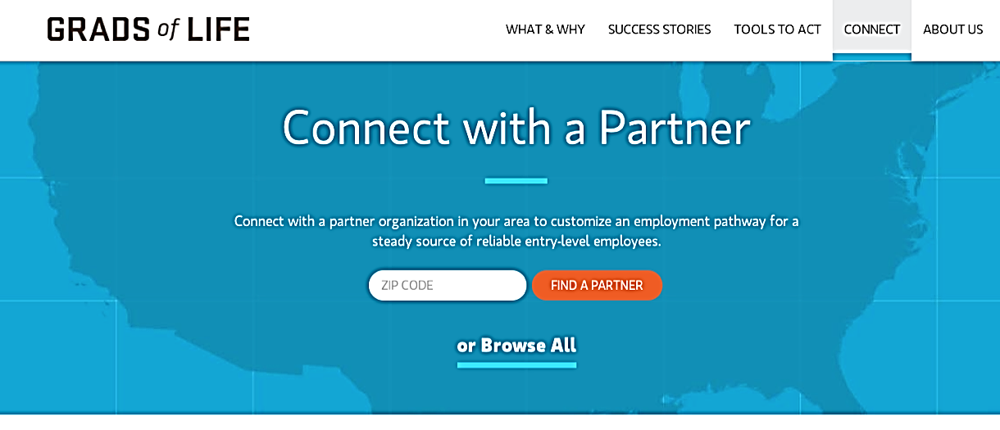 GRADS of LIFE
WHAT & WHY
SUCCESS STORIES
TOOLS TO ACT
CONNECT
ABOUT US
Connect with a Partner
Connect with a partner organization in your area to customize an employment pathway for a
steady source of reliable entry-level employees.
ZIP CODE
FIND A PARTNER
or Browse All